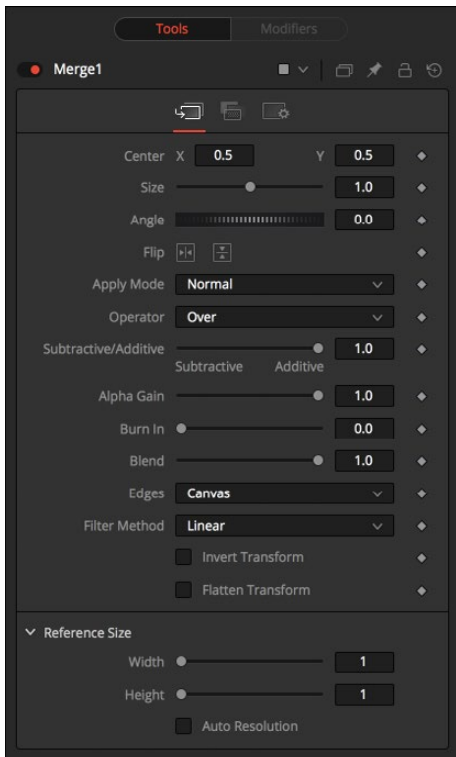 Tools Modifiers
Merge1
Center X 0.5 Y 0.5
Size 1.0
Angle 0.0
Flip
Apply Mode Normal
Operator Over
Subtractive/Additive 1.0
Subtractive Additive
Alpha Gain 1.0
Burn In 0.0
Blend 1.0
Edges Canvas
Filter Method Linear
Invert Transform
Flatten Transform
Reference Size
Width 1
Height 1
Auto Resolution